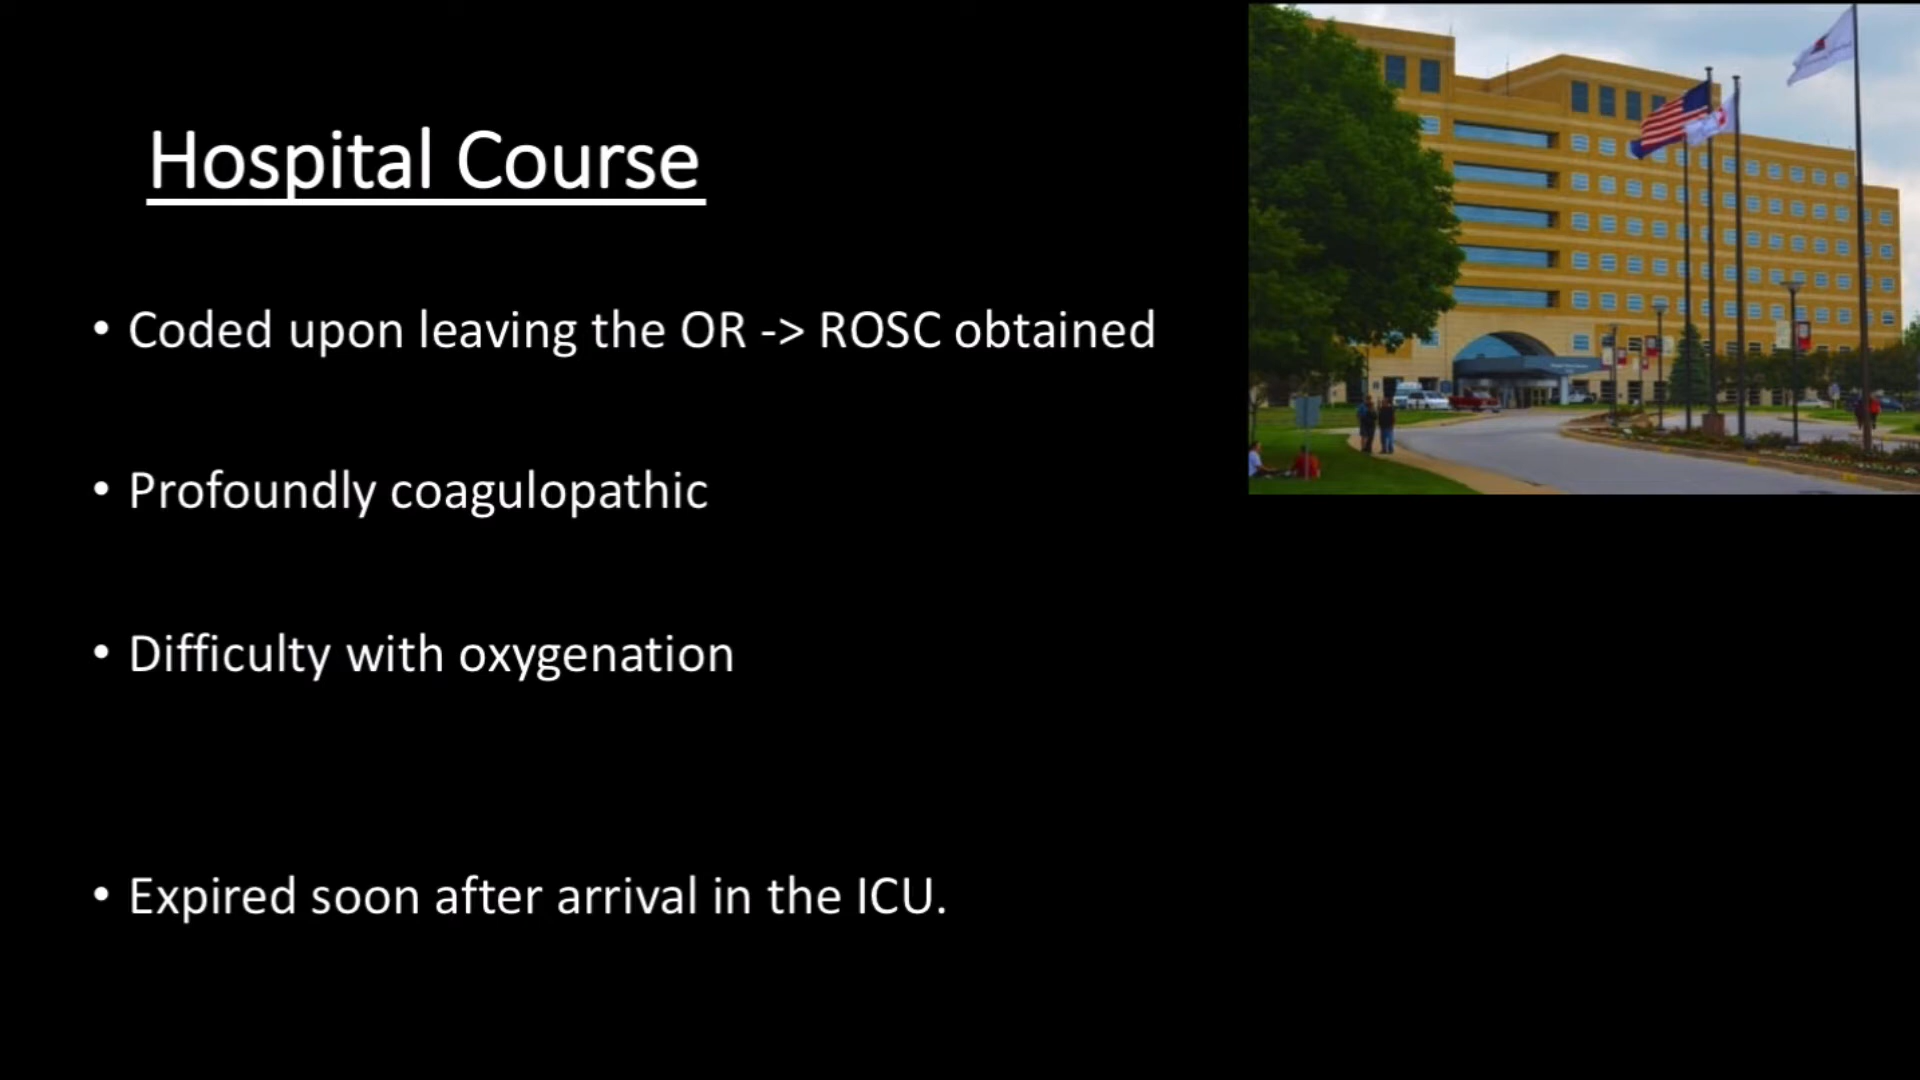 Hospital Course
• Coded upon leaving the OR -> ROSC obtained
• Profoundly coagulopathic
• Difficulty with oxygenation
• Expired soon after arrival in the ICU.